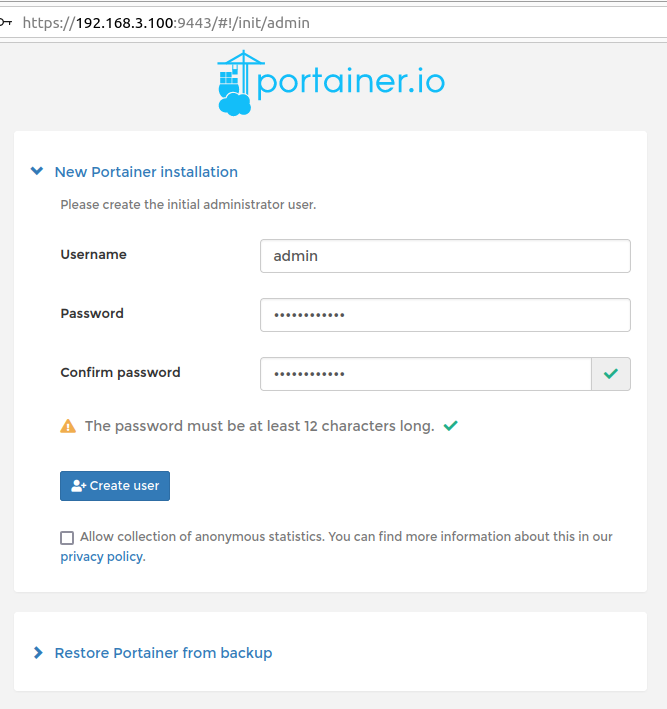 https://192.168.3.100:9443/#!/init/admin
portainer.io
New Portainer installation
Please create the initial administrator user.
Username
admin
Password
••••••••••••
Confirm password
••••••••••••
The password must be at least 12 characters long.
Create user
Allow collection of anonymous statistics. You can find more information about this in our
privacy policy.
Restore Portainer from backup